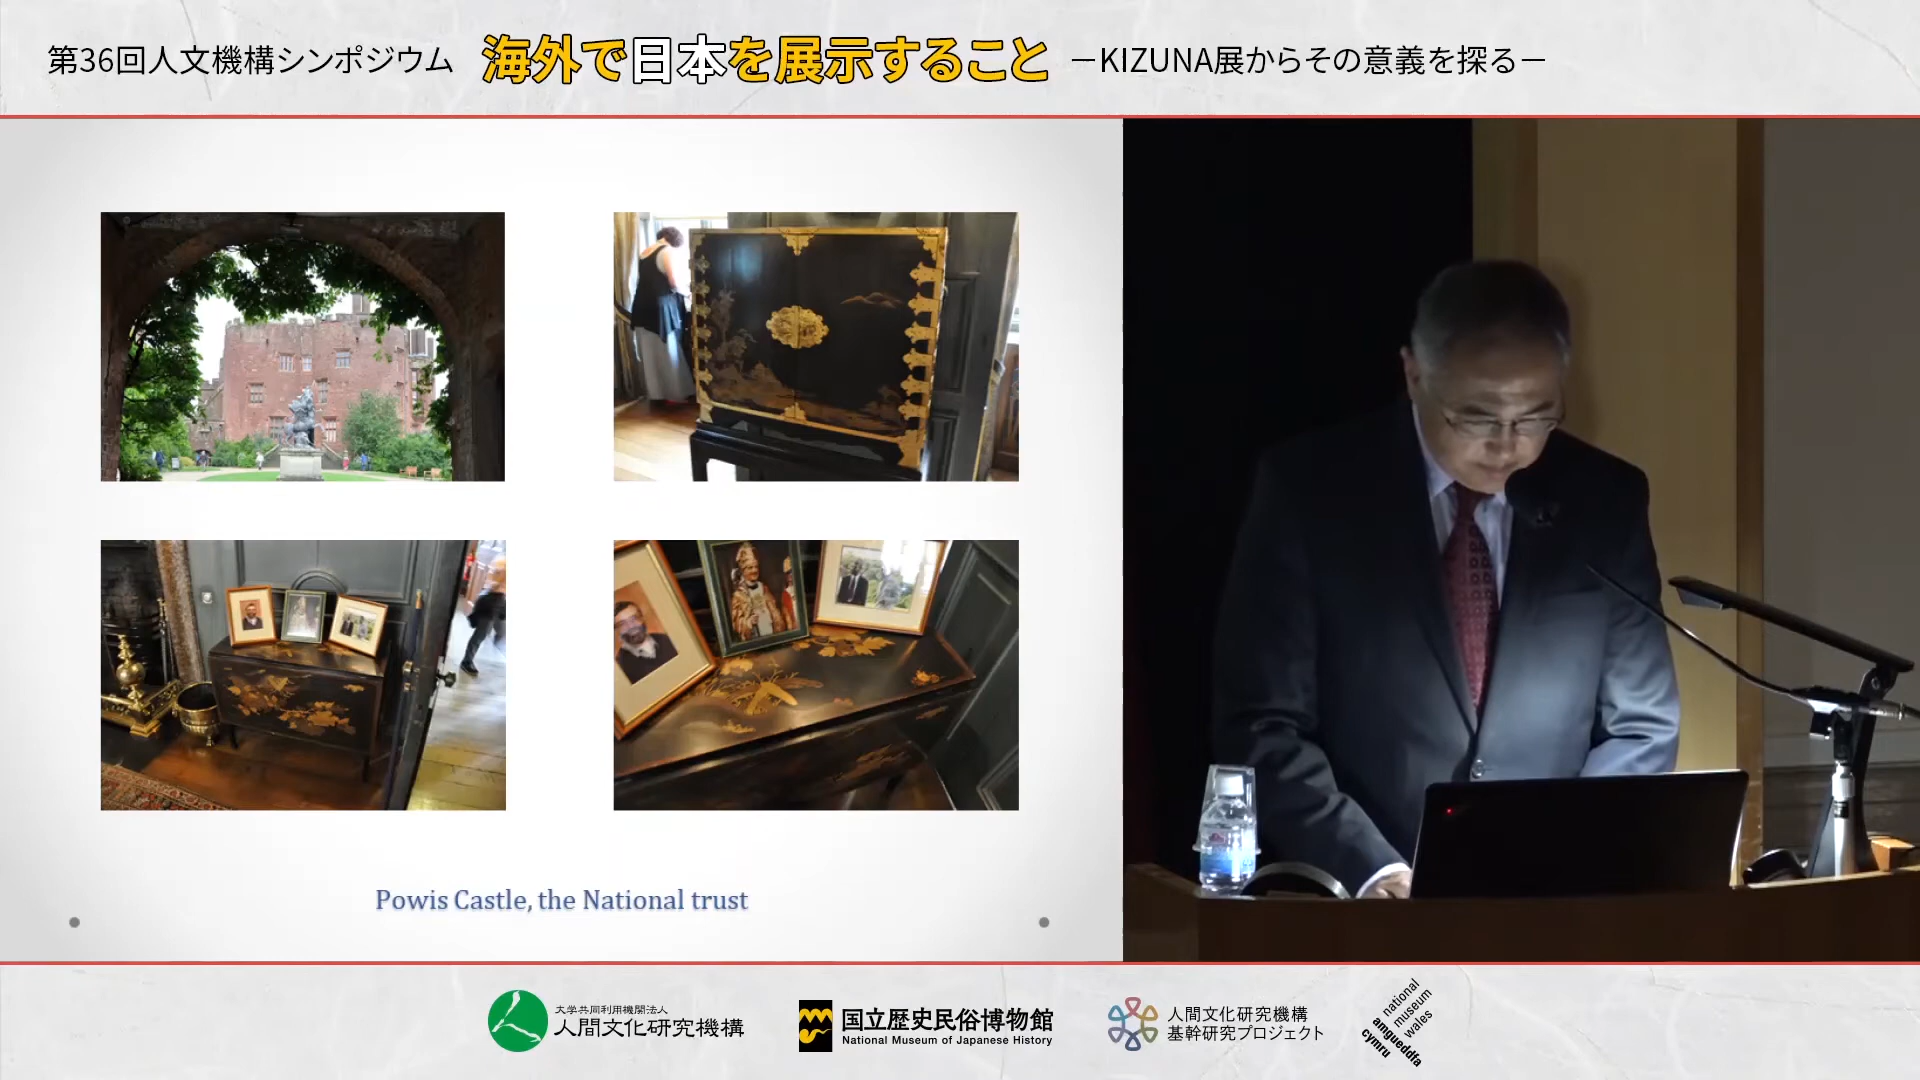 第36回人文機構シンポジウム 海外で日本を展示すること －KIZUNA展からその意義を探る－
Powis Castle, the National trust
大学共同利用機関法人
人間文化研究機構
国立歴史民俗博物館
National Museum of Japanese History
人間文化研究機構
基幹研究プロジェクト
national
museum
wales
amgueddfa
cymru